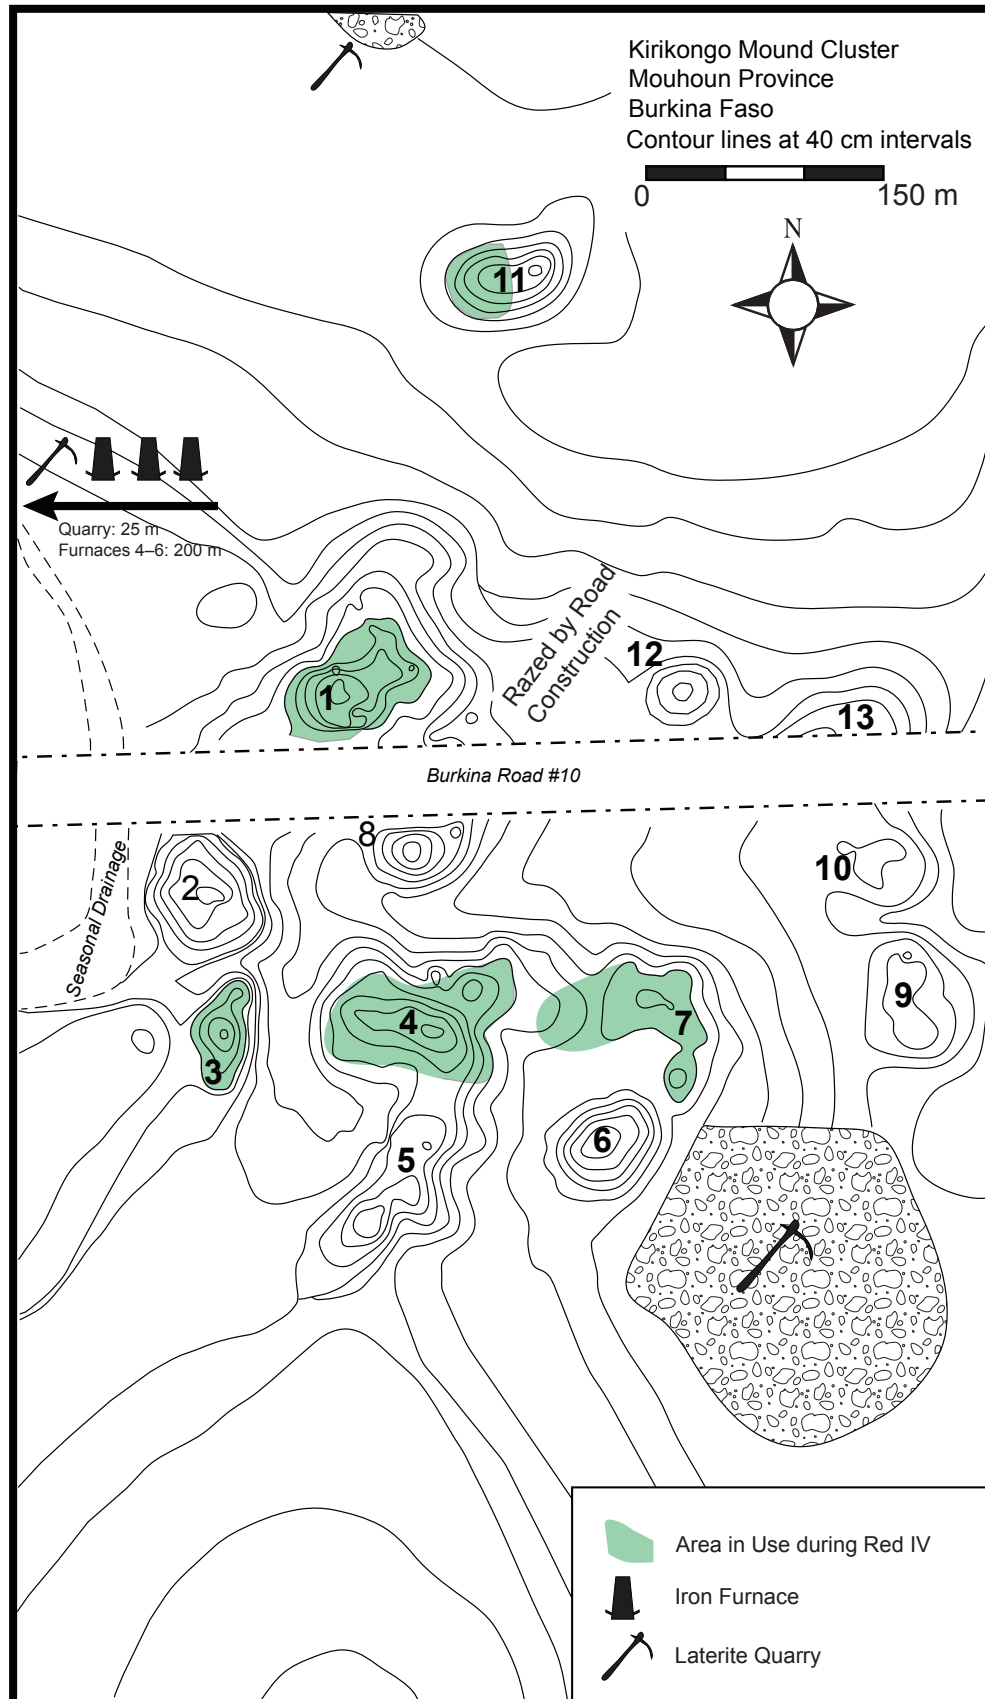 Kirikongo Mound Cluster
Mouhoun Province
Burkina Faso
Contour lines at 40 cm intervals
0
150 m
N
11
Quarry: 25 m
Furnaces 4–6: 200 m
Razed by Road
Construction
12
1
13
Burkina Road #10
8
10
2
Seasonal Drainage
9
4
7
3
6
5
Area in Use during Red IV
Iron Furnace
Laterite Quarry